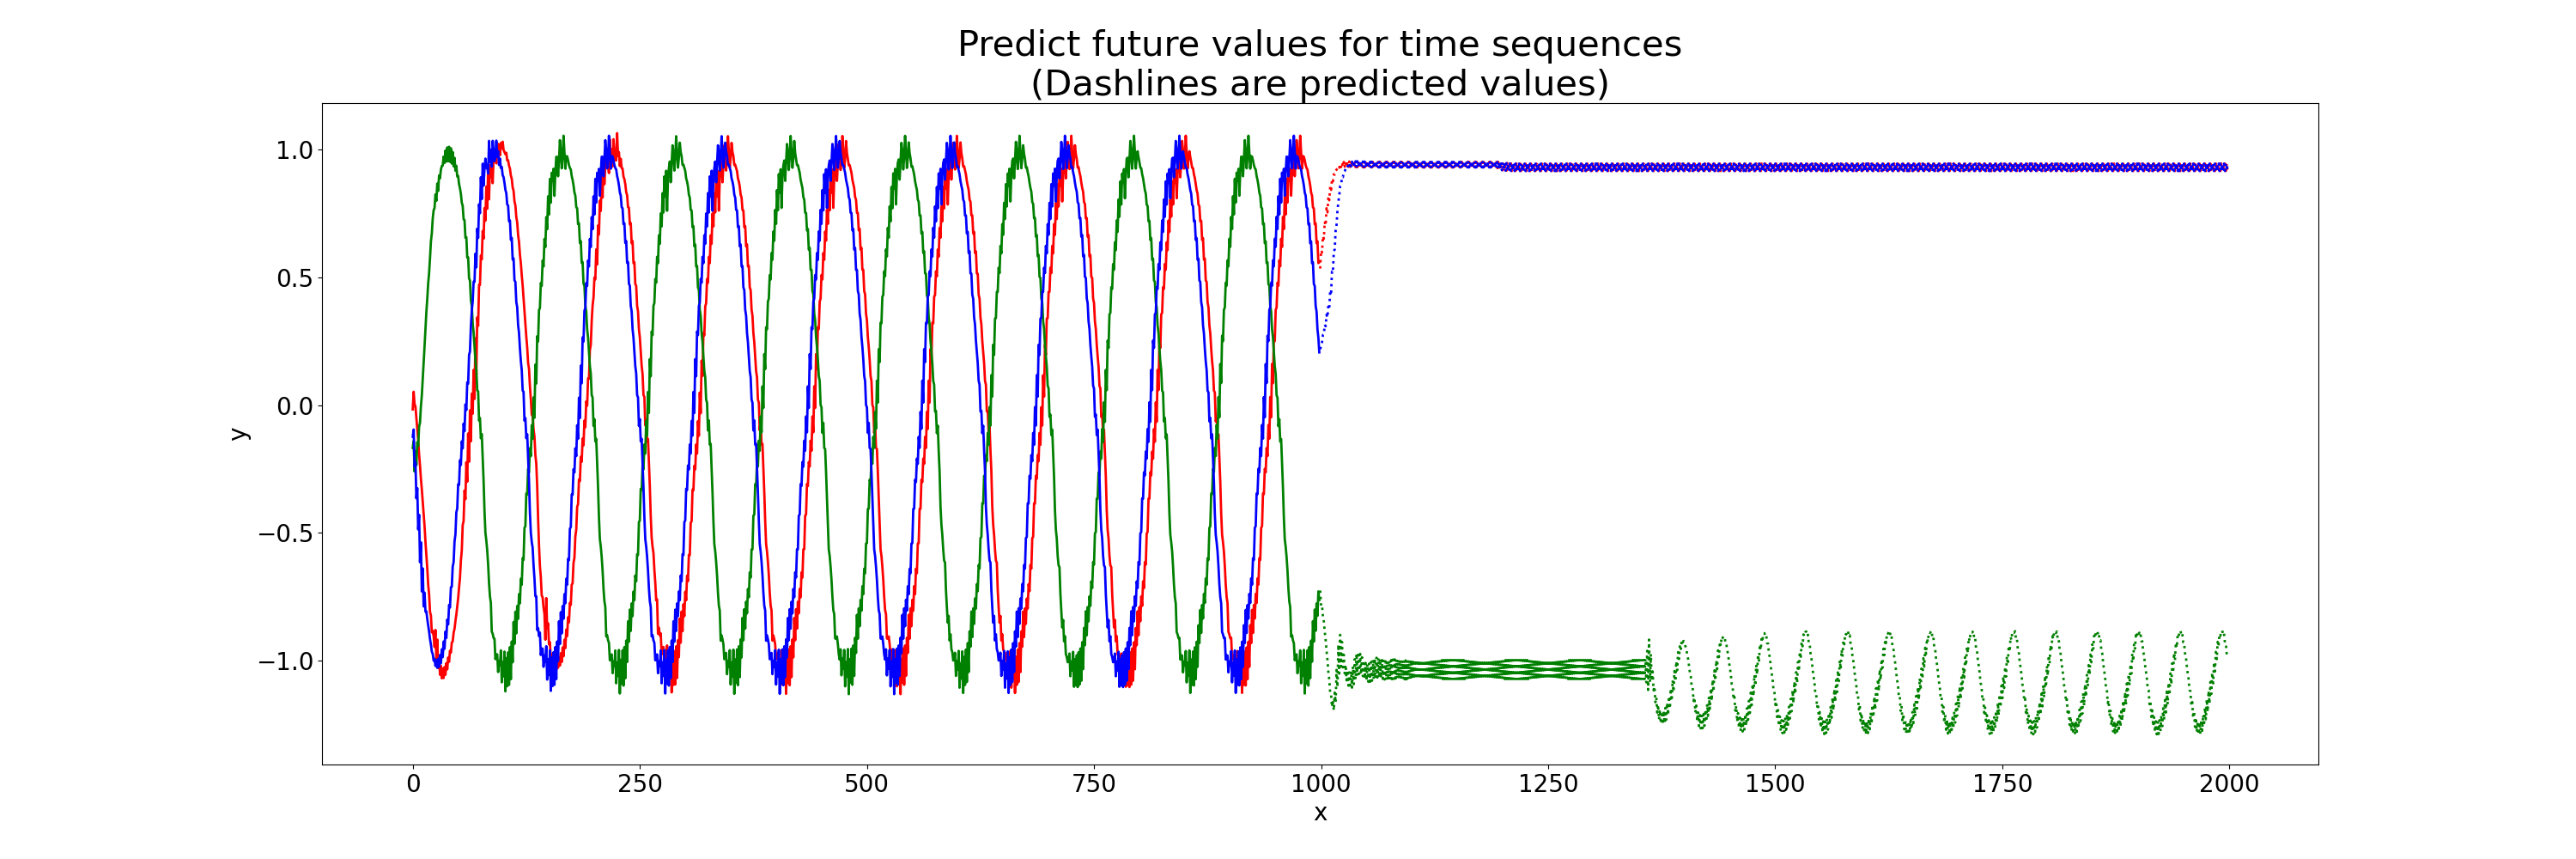 Predict future values for time sequences
(Dashlines are predicted values)
1.0
0.5
0.0
−0.5
−1.0
y
0 250 500 750 1000 1250 1500 1750 2000
x